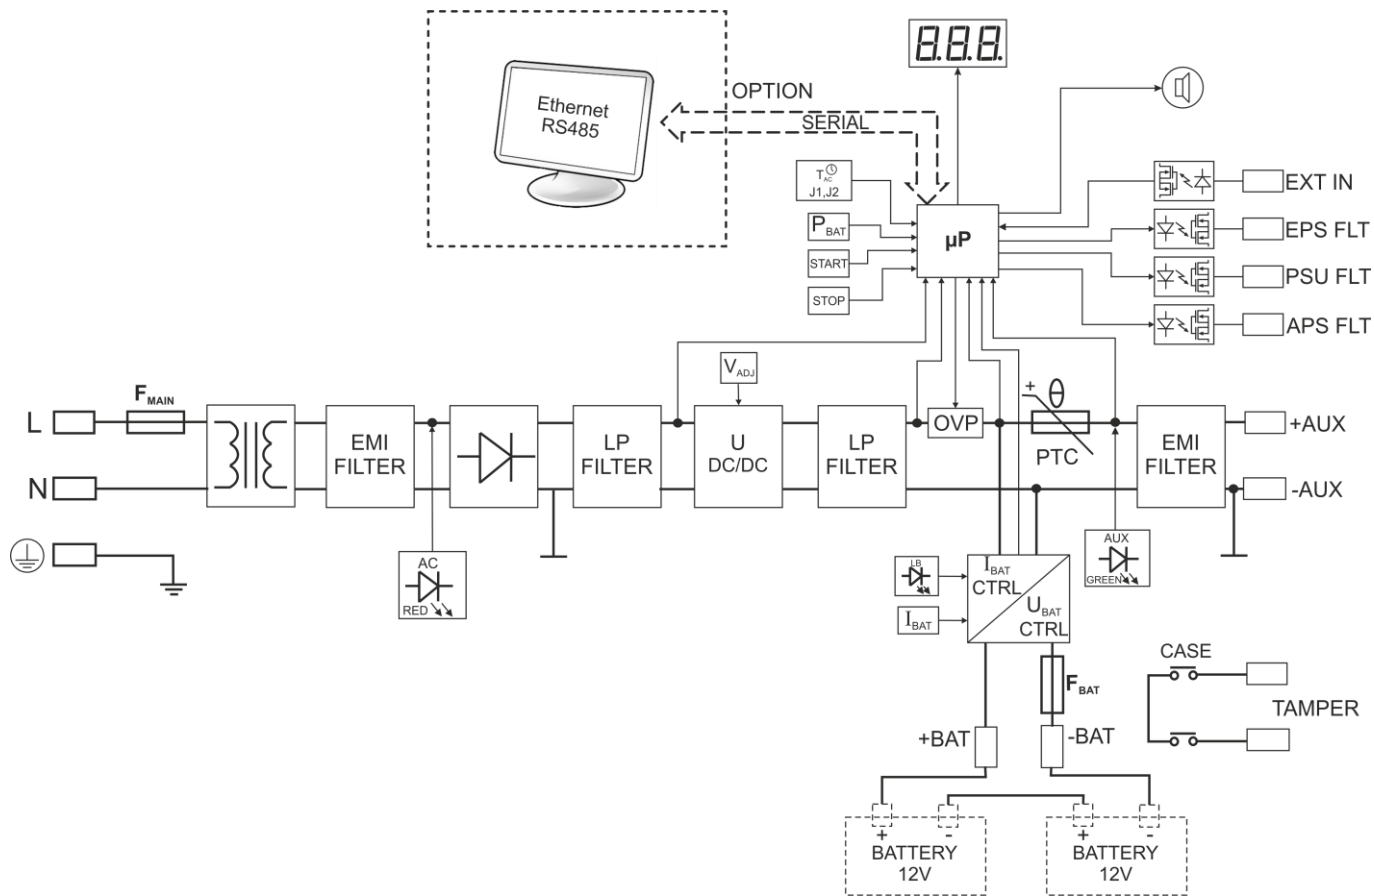 8.8.8.
Ethernet
RS485
OPTION
SERIAL
T AC
J1,J2
P BAT
START
STOP
µP
EXT IN
EPS FLT
PSU FLT
APS FLT
V ADJ
L
F MAIN
N
EMI
FILTER
LP
FILTER
U
DC/DC
LP
FILTER
OVP
+ θ
PTC
EMI
FILTER
+AUX
-AUX
AC
RED
LB
I BAT
I BAT
CTRL
U BAT
CTRL
AUX
GREEN
F BAT
CASE
TAMPER
+BAT
-BAT
+ -
BATTERY
12V
+ -
BATTERY
12V